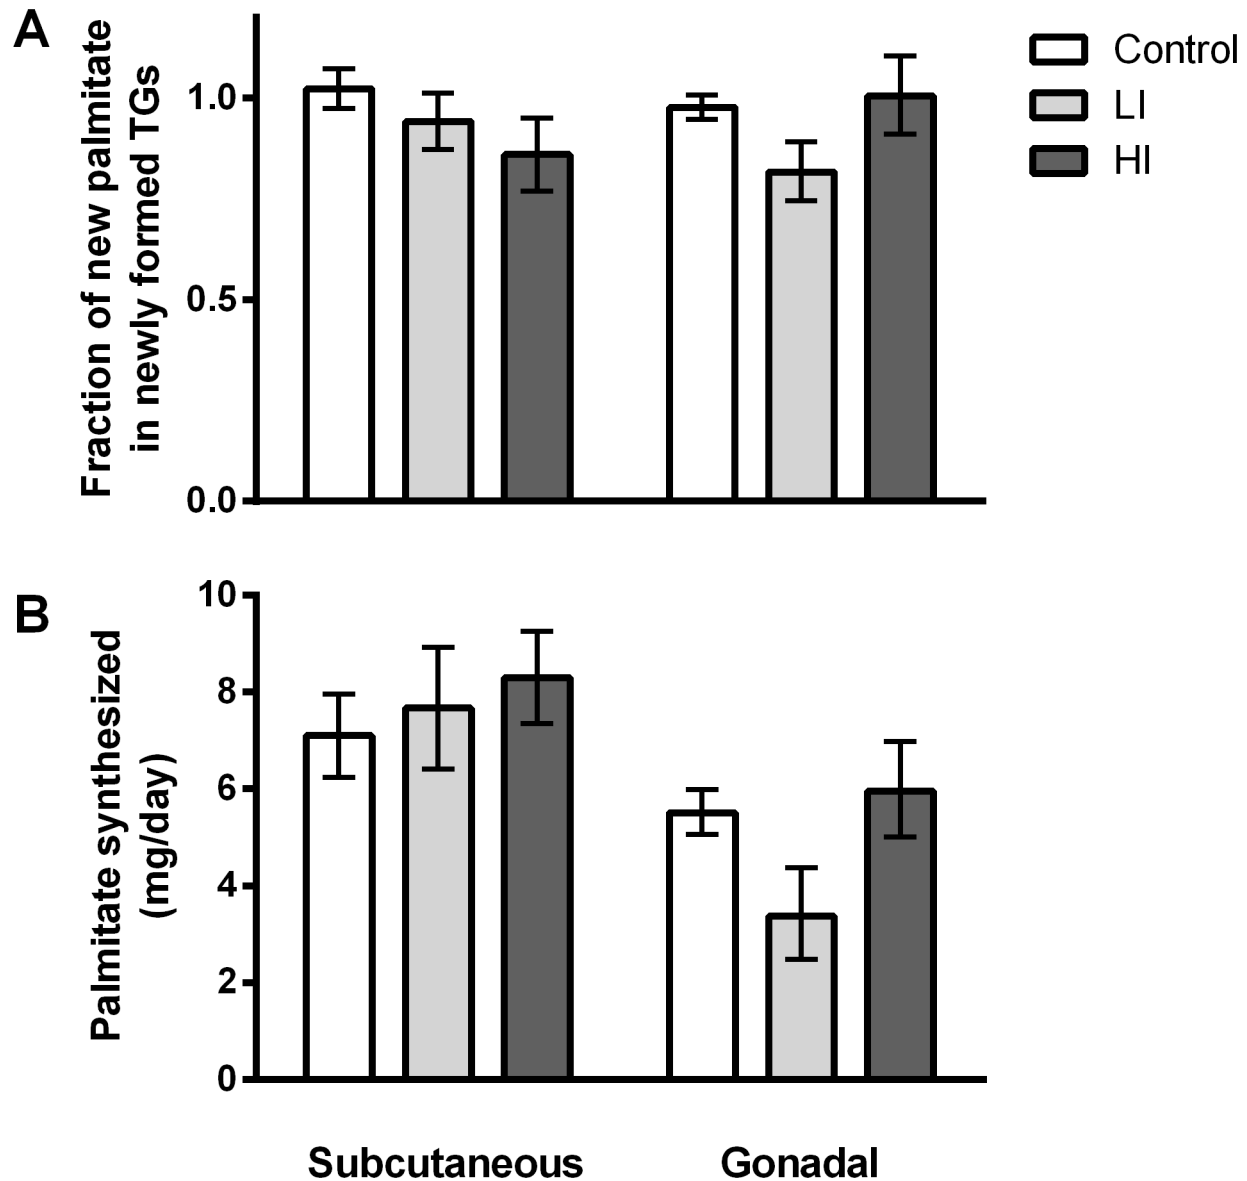 A
Fraction of new palmitate
in newly formed TGs
1.0
0.5
0.0
Control
LI
HI
B
Palmitate synthesized
(mg/day)
10
8
6
4
2
0
Subcutaneous
Gonadal